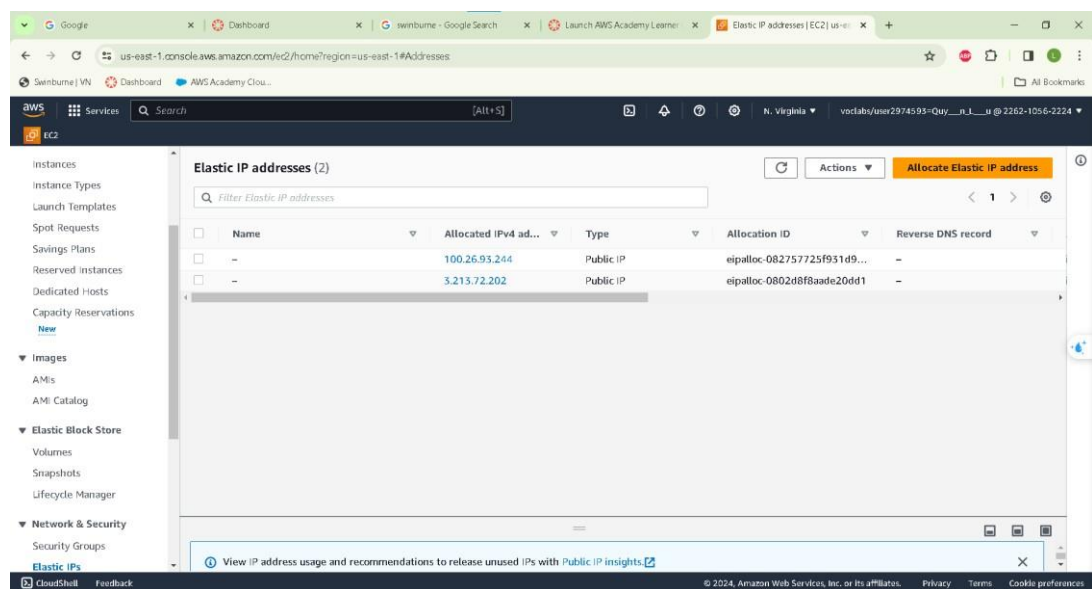 Google
Dashboard
swinburne - Google Search
Launch AWS Academy Learner
Elastic IP addresses | EC2 | us-e
us-east-1.console.aws.amazon.com/ec2/home?region=us-east-1#Addresses
Swinburne | VN
Dashboard
AWS Academy Clou...
All Bookmarks
aws
Services
Search
[Alt+S]
N. Virginia
voclabs/user2974593=Quy__n_L__u @ 2262-1056-2224
EC2
Instances
Instance Types
Launch Templates
Spot Requests
Savings Plans
Reserved Instances
Dedicated Hosts
Capacity Reservations
New
Images
AMIs
AMI Catalog
Elastic Block Store
Volumes
Snapshots
Lifecycle Manager
Network & Security
Security Groups
Elastic IPs
Elastic IP addresses (2)
Actions
Allocate Elastic IP address
Filter Elastic IP addresses
1
Name Allocated IPv4 ad... Type Allocation ID Reverse DNS record
– 100.26.93.244 Public IP eipalloc-082757725f931d9... –
– 3.213.72.202 Public IP eipalloc-0802d8f8aade20dd1 –
View IP address usage and recommendations to release unused IPs with Public IP insights.
CloudShell Feedback
© 2024, Amazon Web Services, Inc. or its affiliates. Privacy Terms Cookie preferences